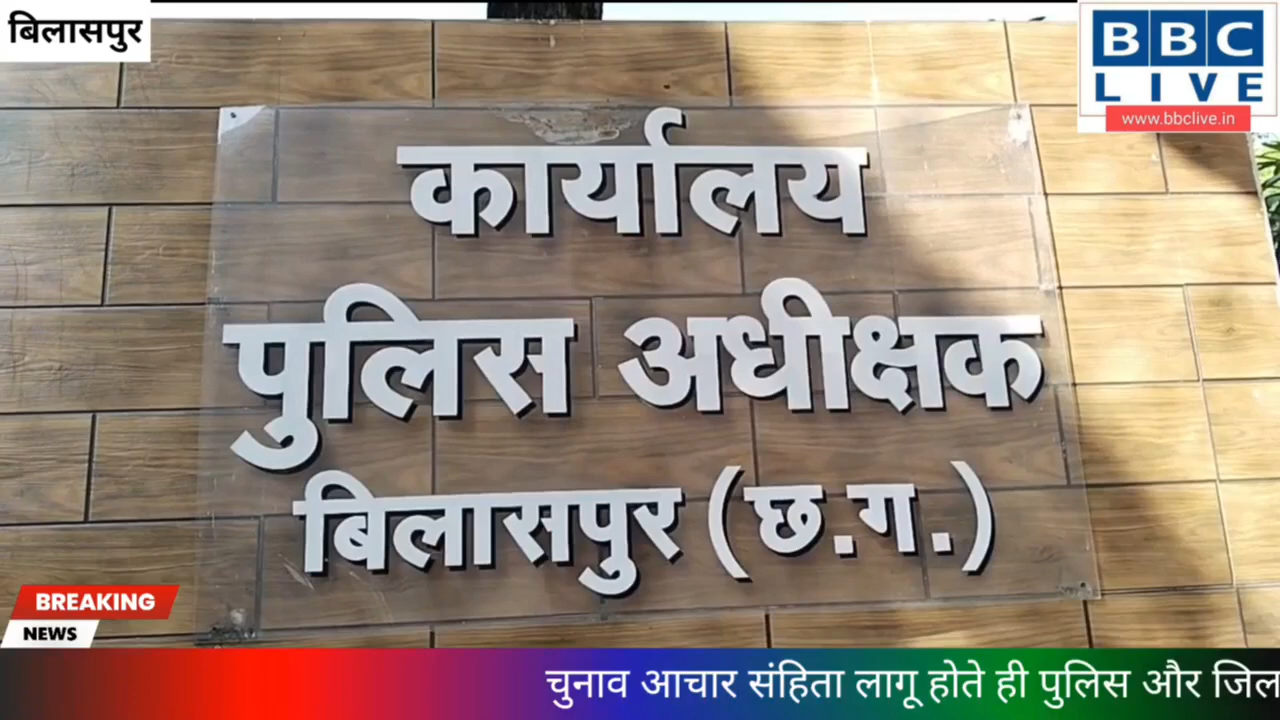 बिलासपुर
BBC
LIVE
www.bbclive.in
कार्यालय
पुलिस अधीक्षक
बिलासपुर (छ.ग.)
BREAKING
NEWS
चुनाव आचार संहिता लागू होते ही पुलिस और जिल